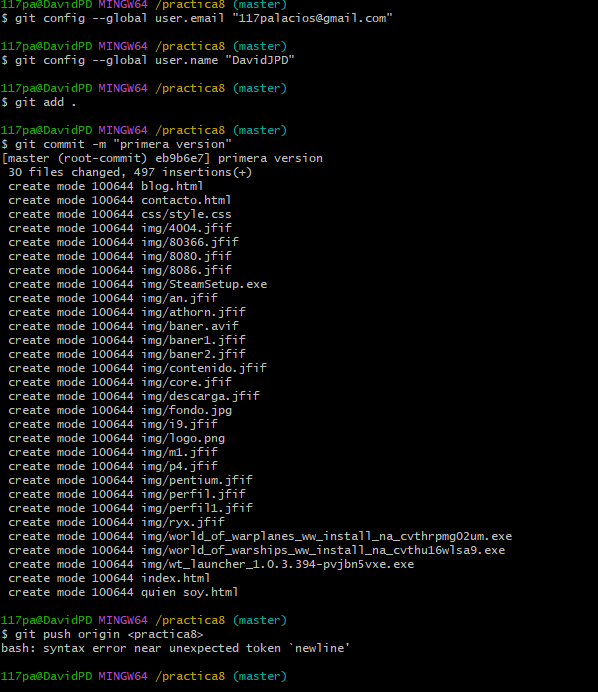 117pa@DavidPD MINGW64 /practica8 (master)
$ git config --global user.email "117palacios@gmail.com"
117pa@DavidPD MINGW64 /practica8 (master)
$ git config --global user.name "DavidJPD"
117pa@DavidPD MINGW64 /practica8 (master)
$ git add .
117pa@DavidPD MINGW64 /practica8 (master)
$ git commit -m "primera version"
[master (root-commit) eb9b6e7] primera version
 30 files changed, 497 insertions(+)
 create mode 100644 blog.html
 create mode 100644 contacto.html
 create mode 100644 css/style.css
 create mode 100644 img/4004.jfif
 create mode 100644 img/80366.jfif
 create mode 100644 img/8080.jfif
 create mode 100644 img/8086.jfif
 create mode 100644 img/SteamSetup.exe
 create mode 100644 img/an.jfif
 create mode 100644 img/athorn.jfif
 create mode 100644 img/baner.avif
 create mode 100644 img/baner1.jfif
 create mode 100644 img/baner2.jfif
 create mode 100644 img/contenido.jfif
 create mode 100644 img/core.jfif
 create mode 100644 img/descarga.jfif
 create mode 100644 img/fondo.jpg
 create mode 100644 img/i9.jfif
 create mode 100644 img/logo.png
 create mode 100644 img/m1.jfif
 create mode 100644 img/p4.jfif
 create mode 100644 img/pentium.jfif
 create mode 100644 img/perfil.jfif
 create mode 100644 img/perfil1.jfif
 create mode 100644 img/ryx.jfif
 create mode 100644 img/world_of_warplanes_ww_install_na_cvthrpmg02um.exe
 create mode 100644 img/world_of_warships_ww_install_na_cvthu16wlsa9.exe
 create mode 100644 img/wt_launcher_1.0.3.394-pvjbn5vxe.exe
 create mode 100644 index.html
 create mode 100644 quien soy.html
117pa@DavidPD MINGW64 /practica8 (master)
$ git push origin <practica8>
bash: syntax error near unexpected token `newline'
117pa@DavidPD MINGW64 /practica8 (master)